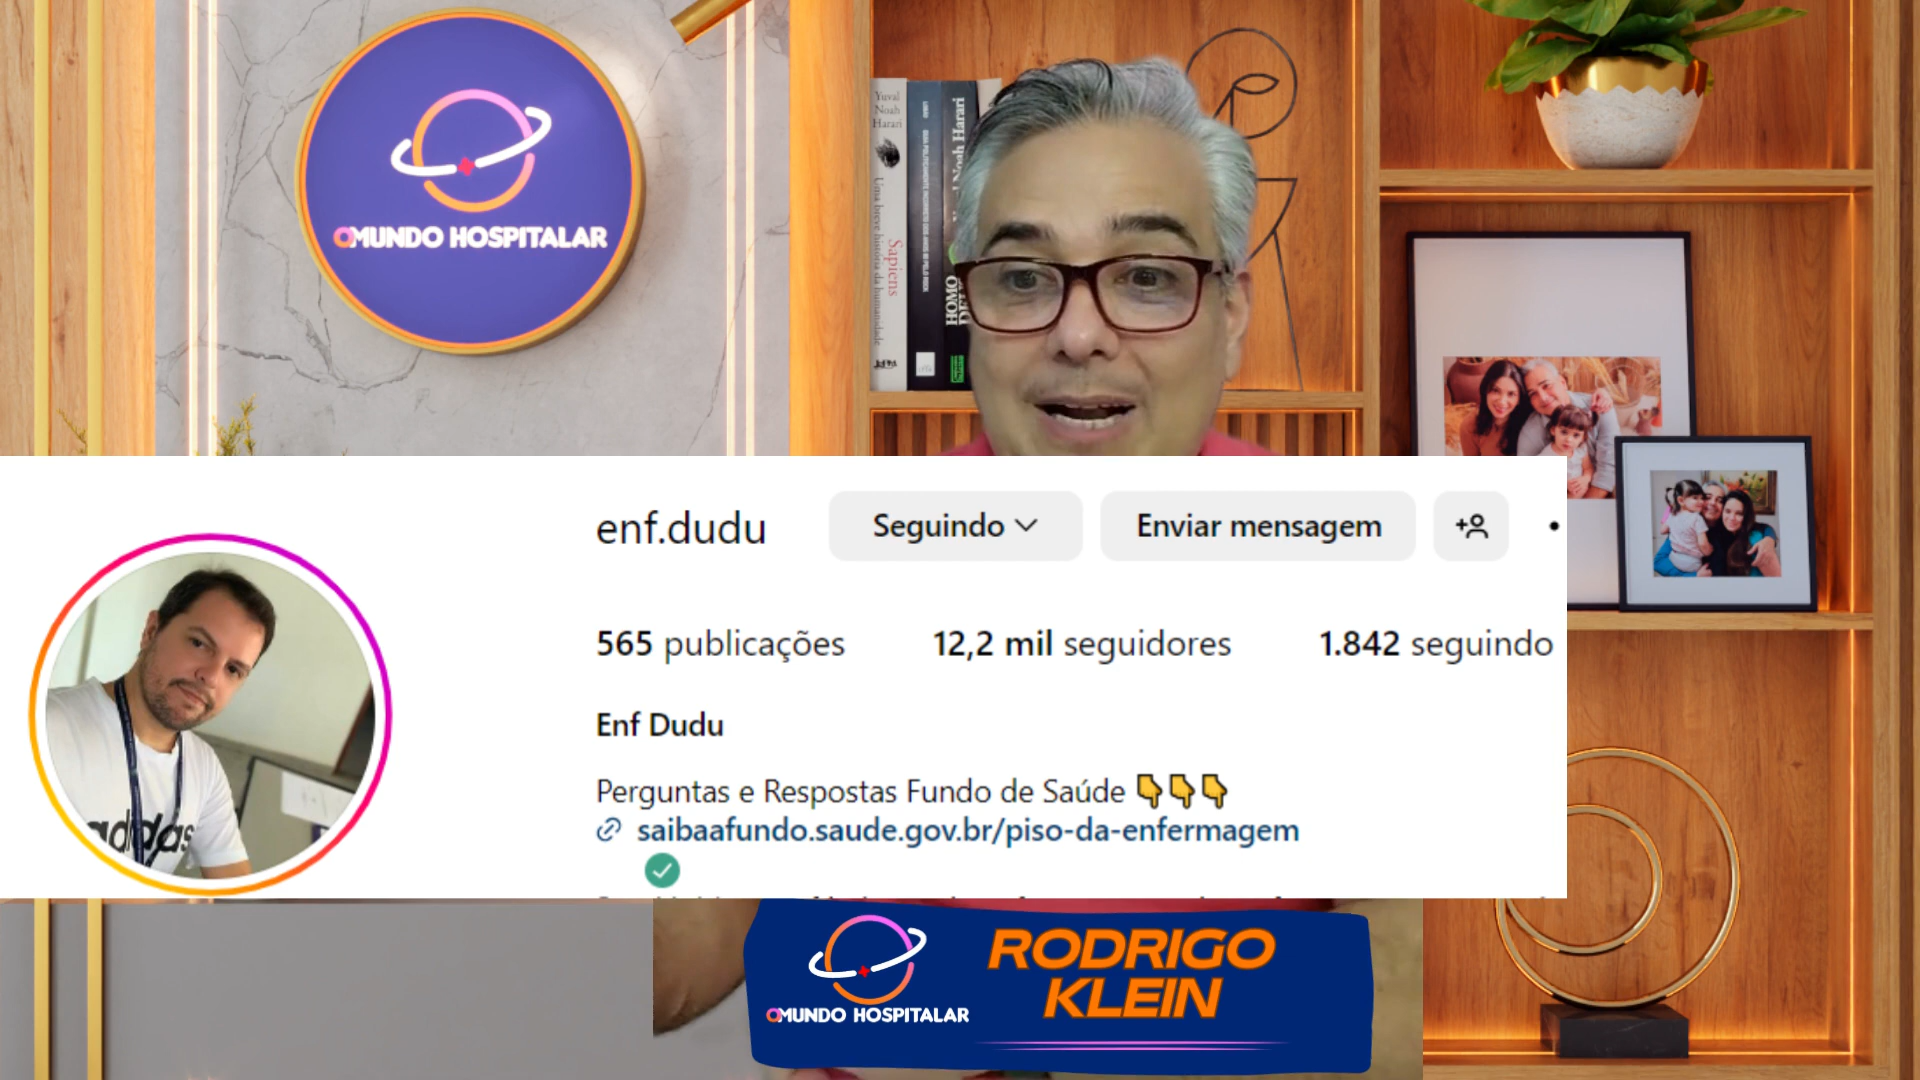 MUNDO HOSPITALAR
Yuval
Noah
Harari
Sapiens
Uma breve história da humanidade
Noah Harari
HOMO
enf.dudu
Seguindo
Enviar mensagem
565 publicações
12,2 mil seguidores
1.842 seguindo
Enf Dudu
Perguntas e Respostas Fundo de Saúde 👇👇👇
saibaafundo.saude.gov.br/piso-da-enfermagem
adidas
MUNDO HOSPITALAR
RODRIGO
KLEIN